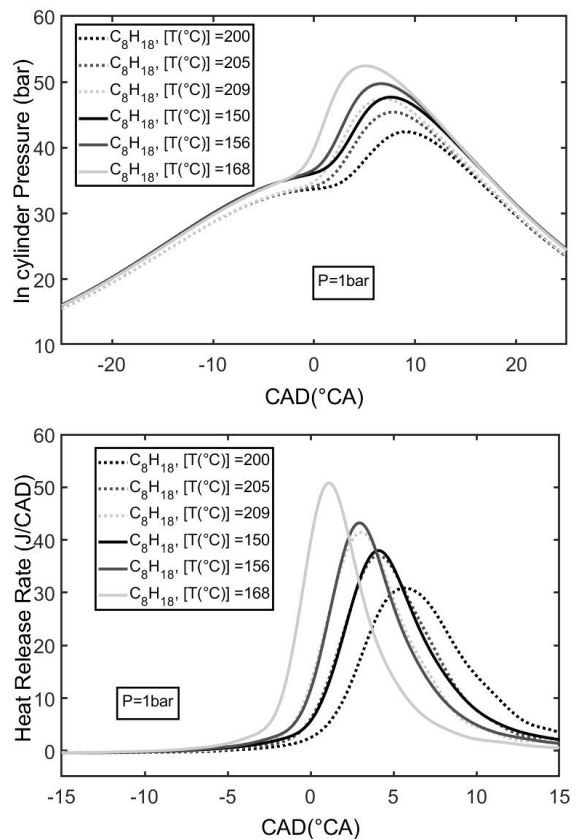 60
50
40
30
20
10
In cylinder Pressure (bar)
C8H18, [T(°C)] =200
C8H18, [T(°C)] =205
C8H18, [T(°C)] =209
C8H18, [T(°C)] =150
C8H18, [T(°C)] =156
C8H18, [T(°C)] =168
P=1bar
-20 -10 0 10 20
CAD(°CA)
60
50
40
30
20
10
0
Heat Release Rate (J/CAD)
C8H18, [T(°C)] =200
C8H18, [T(°C)] =205
C8H18, [T(°C)] =209
C8H18, [T(°C)] =150
C8H18, [T(°C)] =156
C8H18, [T(°C)] =168
P=1bar
-15 -10 -5 0 5 10 15
CAD(°CA)